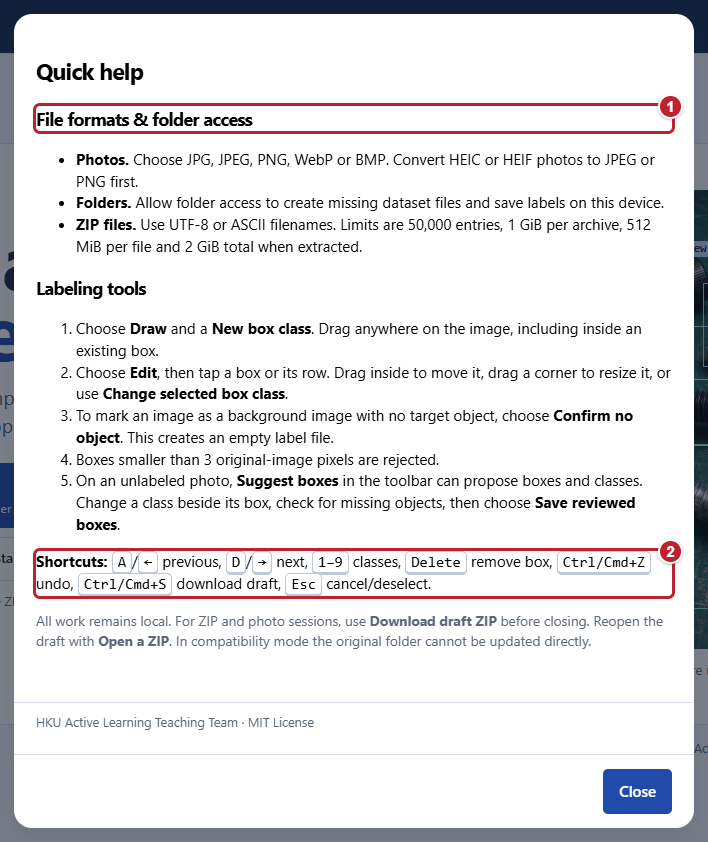 Quick help
1
File formats & folder access
• Photos. Choose JPG, JPEG, PNG, WebP or BMP. Convert HEIC or HEIF photos to JPEG or
PNG first.
• Folders. Allow folder access to create missing dataset files and save labels on this device.
• ZIP files. Use UTF-8 or ASCII filenames. Limits are 50,000 entries, 1 GiB per archive, 512
MiB per file and 2 GiB total when extracted.
Labeling tools
1. Choose Draw and a New box class. Drag anywhere on the image, including inside an
existing box.
2. Choose Edit, then tap a box or its row. Drag inside to move it, drag a corner to resize it, or
use Change selected box class.
3. To mark an image as a background image with no target object, choose Confirm no
object. This creates an empty label file.
4. Boxes smaller than 3 original-image pixels are rejected.
5. On an unlabeled photo, Suggest boxes in the toolbar can propose boxes and classes.
Change a class beside its box, check for missing objects, then choose Save reviewed
boxes.
2
Shortcuts: A/← previous, D/→ next, 1–9 classes, Delete remove box, Ctrl/Cmd+Z
undo, Ctrl/Cmd+S download draft, Esc cancel/deselect.
All work remains local. For ZIP and photo sessions, use Download draft ZIP before closing. Reopen the
draft with Open a ZIP. In compatibility mode the original folder cannot be updated directly.
HKU Active Learning Teaching Team · MIT License
Close